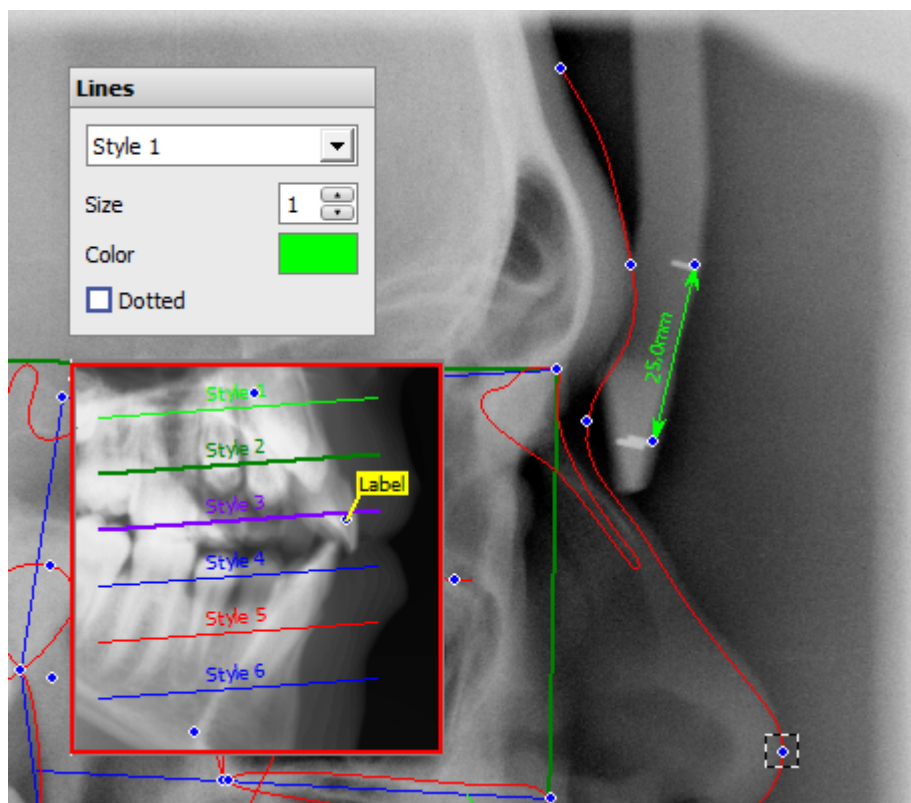 Lines
Style 1
Size
1
Color
Dotted
25,0mm
Style 1
Style 2
Label
Style 3
Style 4
Style 5
Style 6